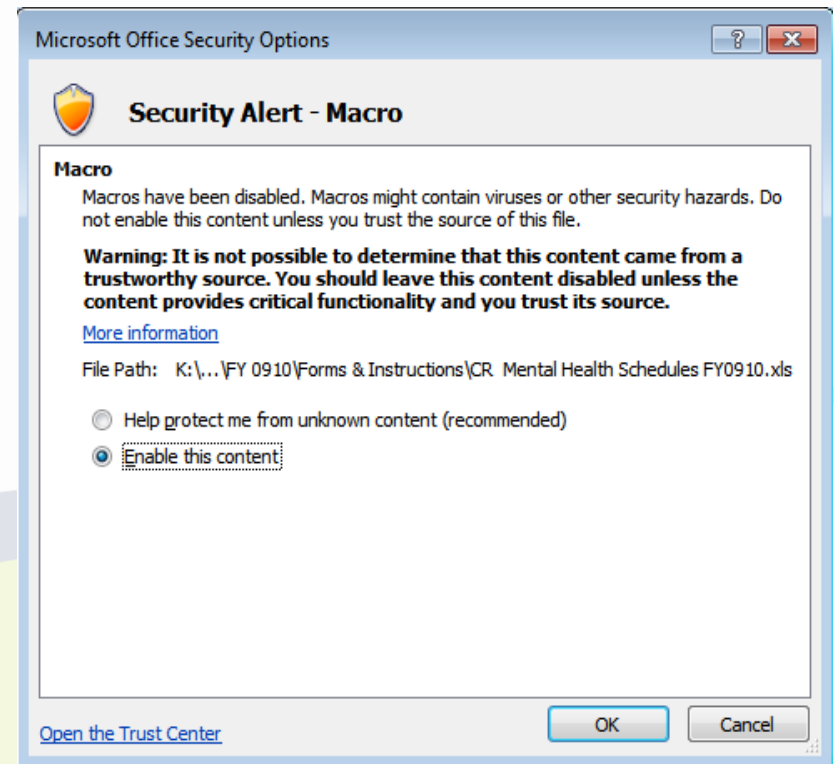 Microsoft Office Security Options
Security Alert - Macro
Macro
Macros have been disabled. Macros might contain viruses or other security hazards. Do
not enable this content unless you trust the source of this file.
Warning: It is not possible to determine that this content came from a
trustworthy source. You should leave this content disabled unless the
content provides critical functionality and you trust its source.
More information
File Path: K:\...\FY 0910\Forms & Instructions\CR  Mental Health Schedules FY0910.xls
Help protect me from unknown content (recommended)
Enable this content
Open the Trust Center
OK
Cancel